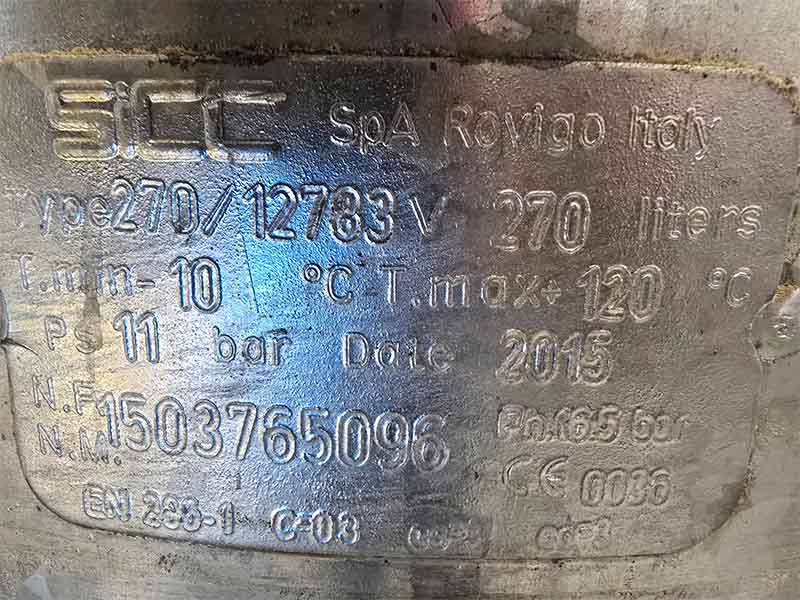 SICC SpA Rovigo Italy
Type 270/12783 V 270 liters
T.min- 10 °C-T.max+ 120 °C
Ps 11 bar Date 2015
N.F.
N.M. 1503765096 Ph.16.5 bar
CE 0036
EN 286-1 C-03